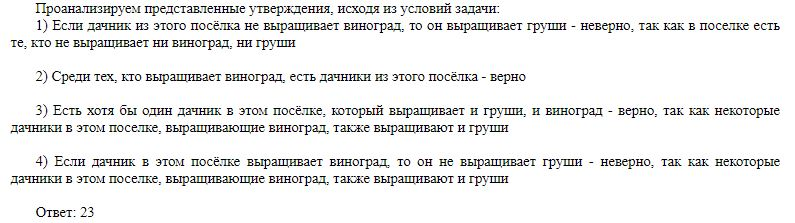 Проанализируем представленные утверждения, исходя из условий задачи:
1) Если дачник из этого посёлка не выращивает виноград, то он выращивает груши - неверно, так как в поселке есть
те, кто не выращивает ни виноград, ни груши
2) Среди тех, кто выращивает виноград, есть дачники из этого посёлка - верно
3) Есть хотя бы один дачник в этом посёлке, который выращивает и груши, и виноград - верно, так как некоторые
дачники в этом поселке, выращивающие виноград, также выращивают и груши
4) Если дачник в этом посёлке выращивает виноград, то он не выращивает груши - неверно, так как некоторые
дачники в этом поселке, выращивающие виноград, также выращивают и груши
Ответ: 23